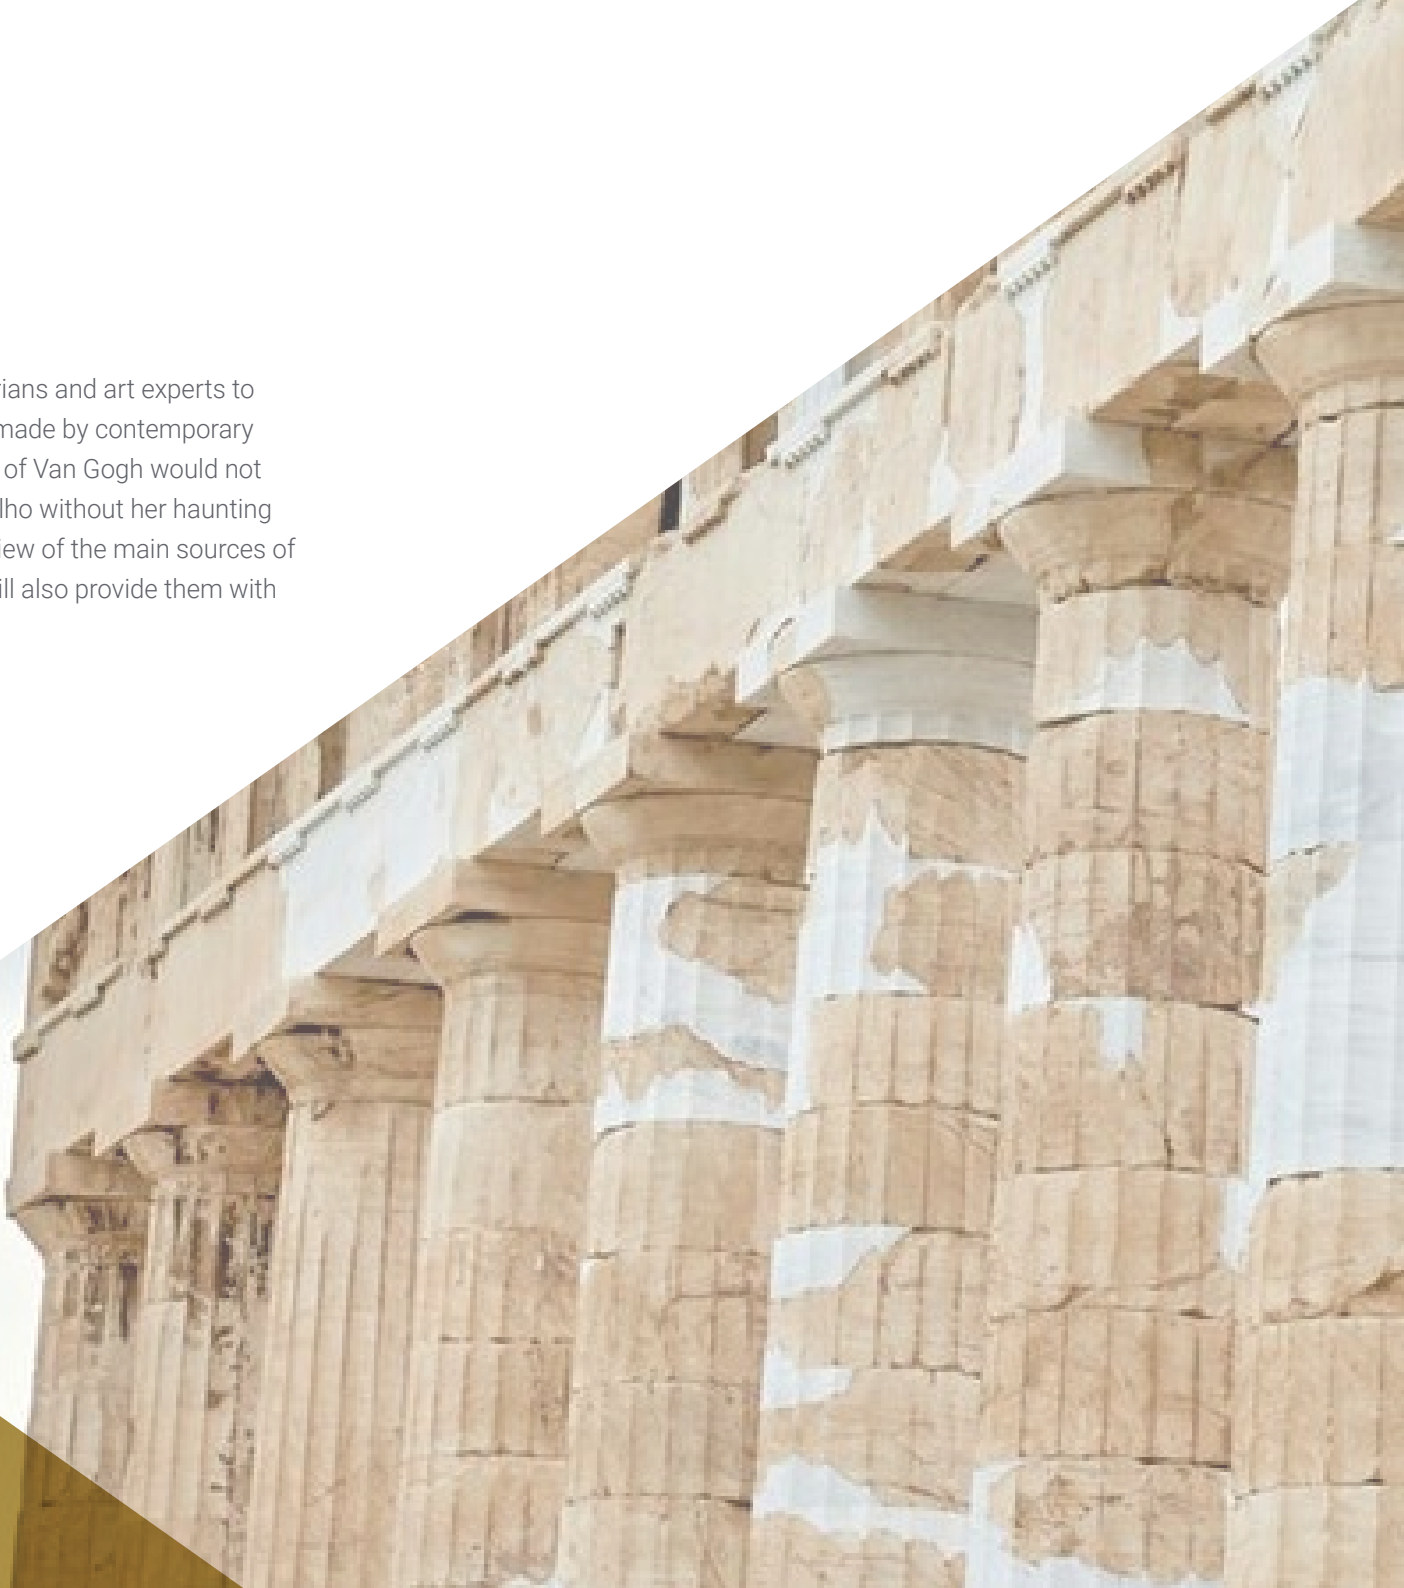 rians and art experts to
made by contemporary
of Van Gogh would not
lho without her haunting
iew of the main sources of
ill also provide them with